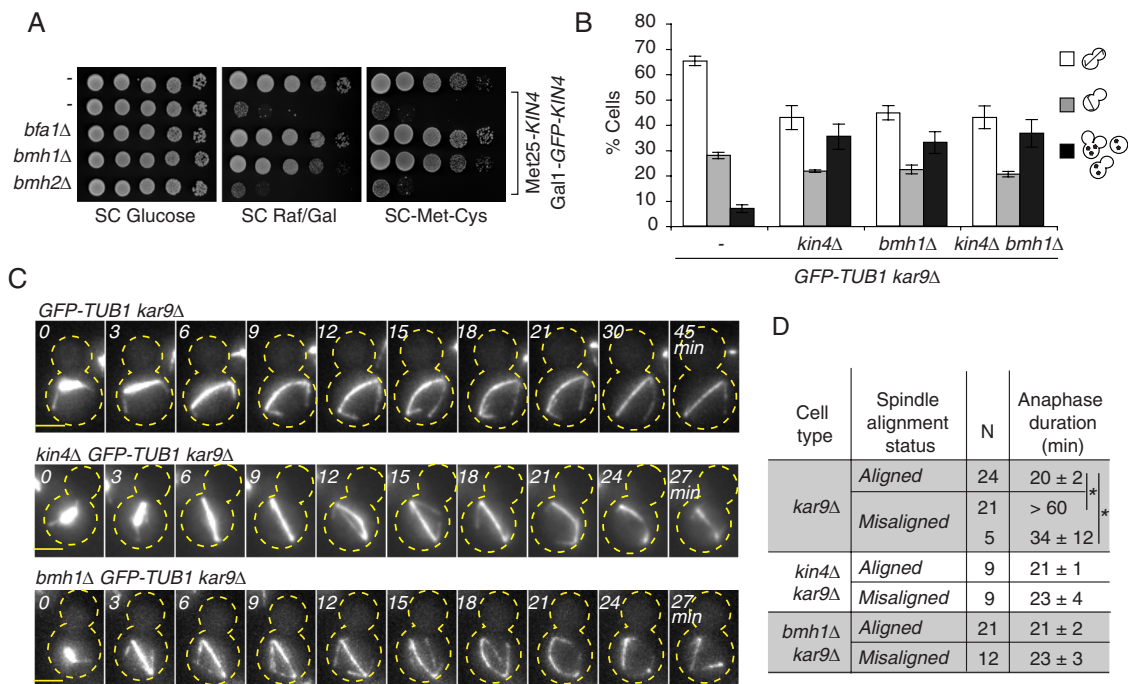 A
-
-
bfa1Δ
bmh1Δ
bmh2Δ
SC Glucose
SC Raf/Gal
SC-Met-Cys
Met25-KIN4
Gal1-GFP-KIN4
B
% Cells
80
70
60
50
40
30
20
10
0
-
kin4Δ
bmh1Δ
kin4Δ bmh1Δ
GFP-TUB1 kar9Δ
C
GFP-TUB1 kar9Δ
0 3 6 9 12 15 18 21 30 45 min
kin4Δ GFP-TUB1 kar9Δ
0 3 6 9 12 15 18 21 24 27 min
bmh1Δ GFP-TUB1 kar9Δ
0 3 6 9 12 15 18 21 24 27 min
D
Cell type
Spindle alignment status
N
Anaphase duration (min)
kar9Δ
Aligned 24 20 ± 2
Misaligned 21 > 60
5 34 ± 12
*
*
kin4Δ kar9Δ
Aligned 9 21 ± 1
Misaligned 9 23 ± 4
bmh1Δ kar9Δ
Aligned 21 21 ± 2
Misaligned 12 23 ± 3